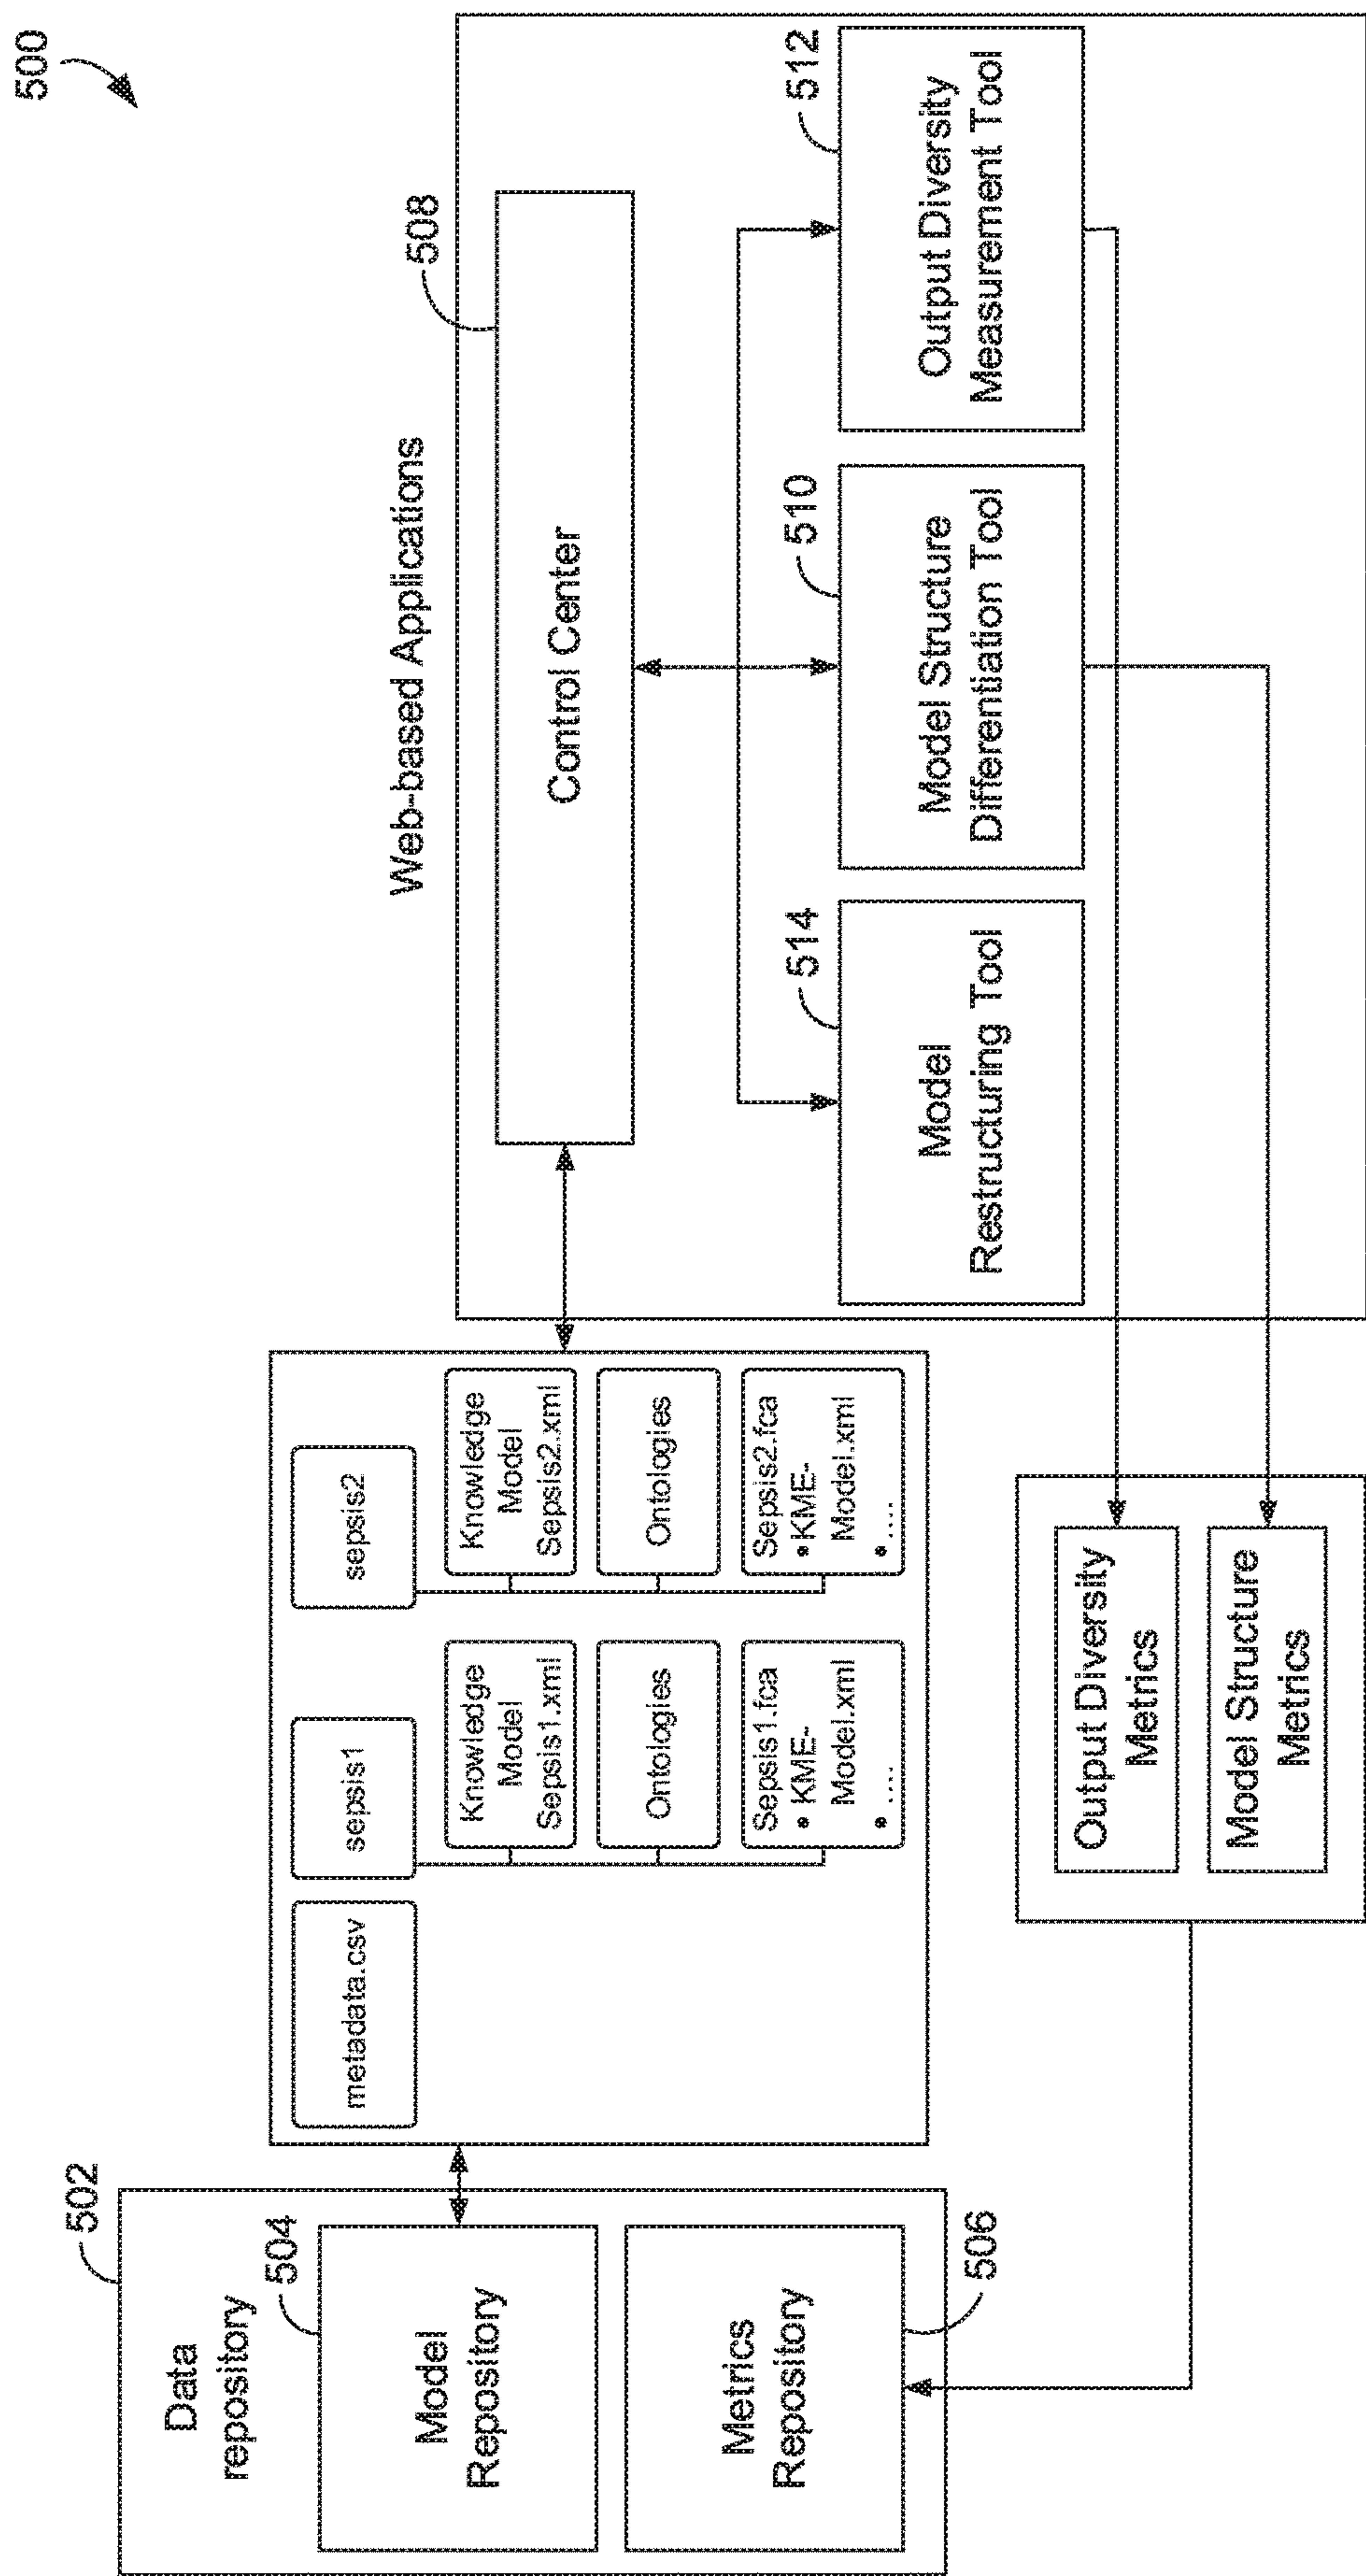 500
502
Data
repository
504
Model
Repository
Metrics
Repository
506
metadata.csv
sepsis1
Knowledge
Model
Sepsis1.xml
Ontologies
Sepsis1.fca
• KME-
Model.xml
• ....
sepsis2
Knowledge
Model
Sepsis2.xml
Ontologies
Sepsis2.fca
•KME-
Model.xml
• ....
Output Diversity
Metrics
Model Structure
Metrics
Web-based Applications
508
Control Center
514
Model
Restructuring Tool
510
Model Structure
Differentiation Tool
512
Output Diversity
Measurement Tool